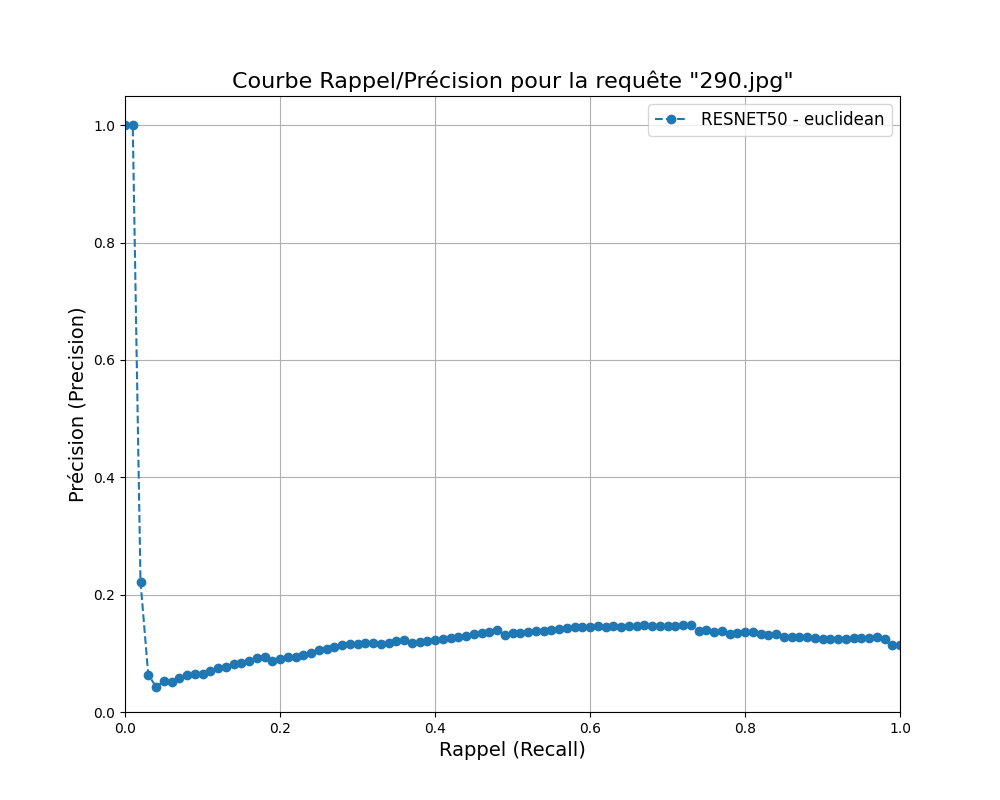 Courbe Rappel/Précision pour la requête "290.jpg"
RESNET50 - euclidean
1.0
0.8
0.6
0.4
0.2
0.0
Précision (Precision)
0.0 0.2 0.4 0.6 0.8 1.0
Rappel (Recall)